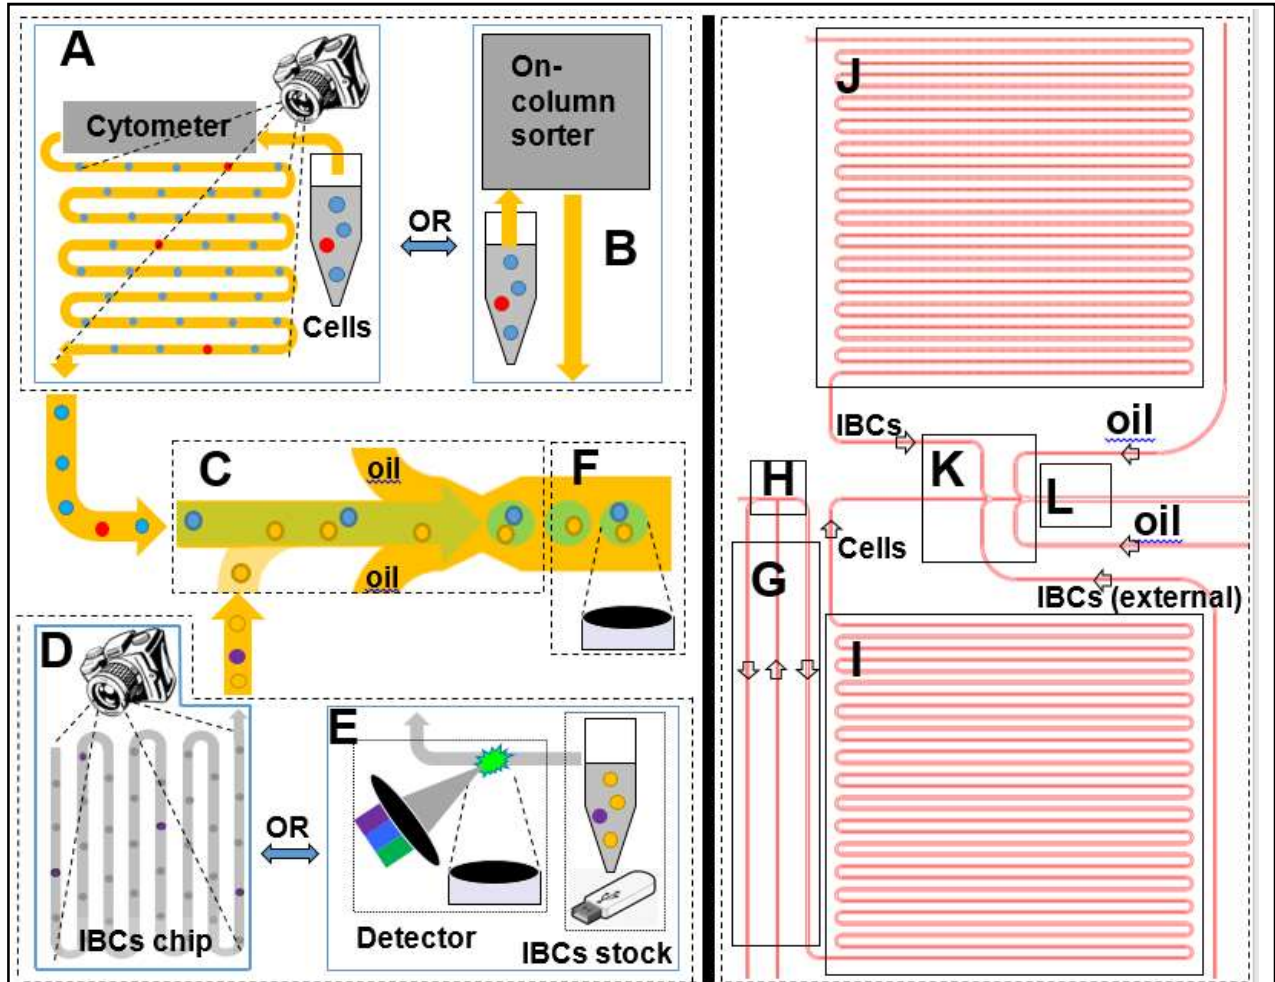 A
Cytometer
Cells
OR
On-
column
sorter
B
C
oil
oil
F
D
IBCs chip
OR
E
Detector
IBCs stock
J
IBCs
oil
K
H
L
oil
Cells
G
IBCs (external)
I